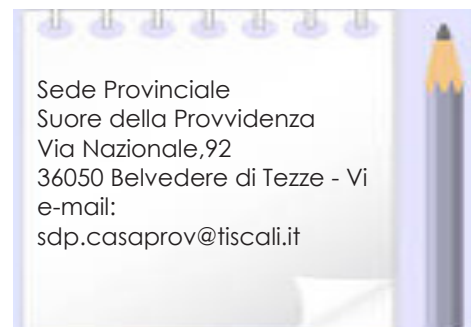 Sede Provinciale
Suore della Provvidenza
Via Nazionale,92
36050 Belvedere di Tezze - Vi
e-mail:
sdp.casaprov@tiscali.it